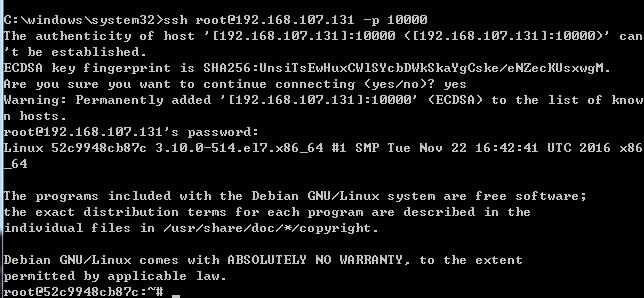 C:\windows\system32>ssh root@192.168.107.131 -p 10000
The authenticity of host '[192.168.107.131]:10000 ([192.168.107.131]:10000)' can
't be established.
ECDSA key fingerprint is SHA256:UnsiTsEwHuxCWlSYcbDWkSkaYgCske/eNZecKUsxwgM.
Are you sure you want to continue connecting (yes/no)? yes
Warning: Permanently added '[192.168.107.131]:10000' (ECDSA) to the list of know
n hosts.
root@192.168.107.131's password:
Linux 52c9948cb87c 3.10.0-514.el7.x86_64 #1 SMP Tue Nov 22 16:42:41 UTC 2016 x86
_64
The programs included with the Debian GNU/Linux system are free software;
the exact distribution terms for each program are described in the
individual files in /usr/share/doc/*/copyright.
Debian GNU/Linux comes with ABSOLUTELY NO WARRANTY, to the extent
permitted by applicable law.
root@52c9948cb87c:~# _